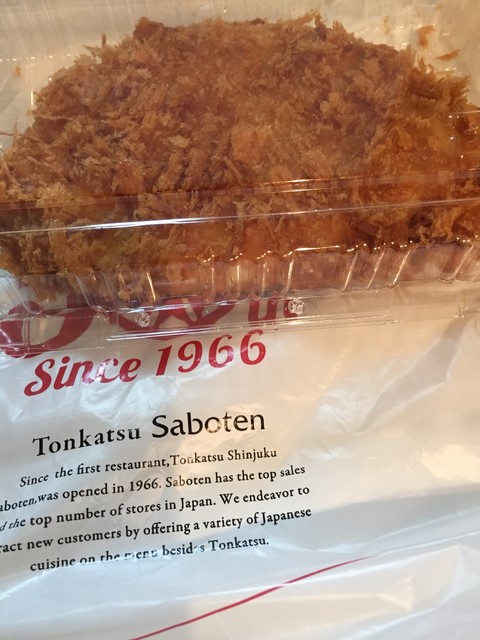 Since 1966
Tonkatsu Saboten
Since the first restaurant,Tonkatsu Shinjuku
aboten,was opened in 1966. Saboten has the top sales
d the top number of stores in Japan. We endeavor to
ract new customers by offering a variety of Japanese
cuisine on the menu besides Tonkatsu.